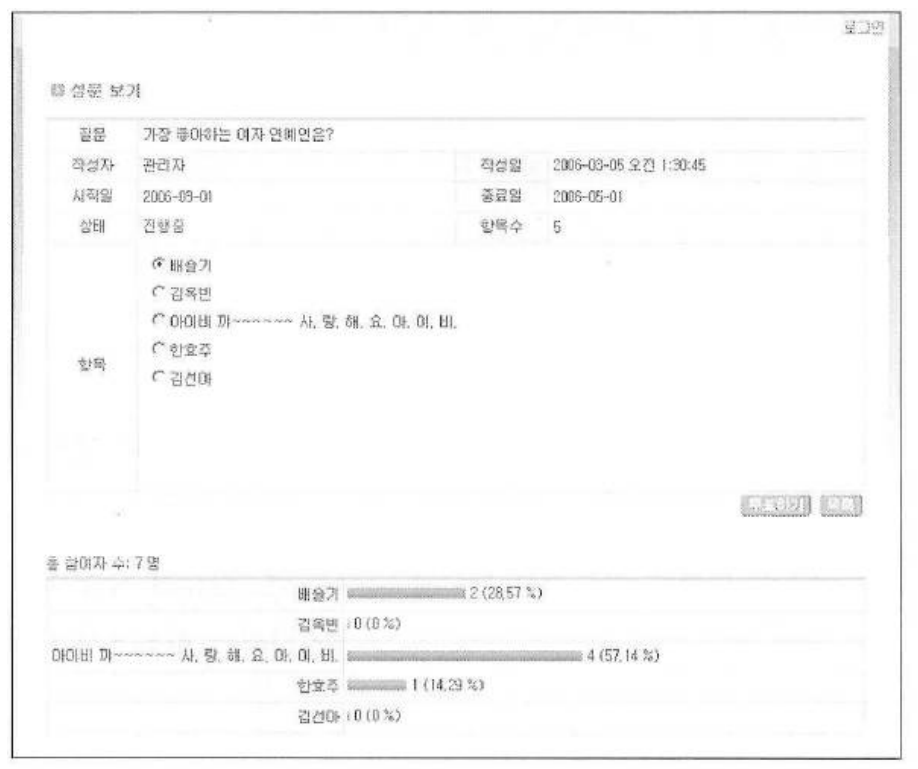 로그인
설문 보기
질문 가장 좋아하는 여자 연예인은?
작성자 관리자 작성일 2006-03-05 오전 1:30:45
시작일 2006-03-01 종료일 2006-05-01
상태 진행중 항목수 5
배슬기
김옥빈
아이비 까~~~~~~ 사, 랑, 해, 요, 아, 이, 비,
항목
한효주
김선아
투표하기 목록
총 참여자 수: 7 명
배슬기 2 (28,57 %)
김옥빈 0 (0 %)
아이비 까~~~~~~ 사, 랑, 해, 요, 아, 이, 비, 4 (57,14 %)
한효주 1 (14,29 %)
김선아 0 (0 %)